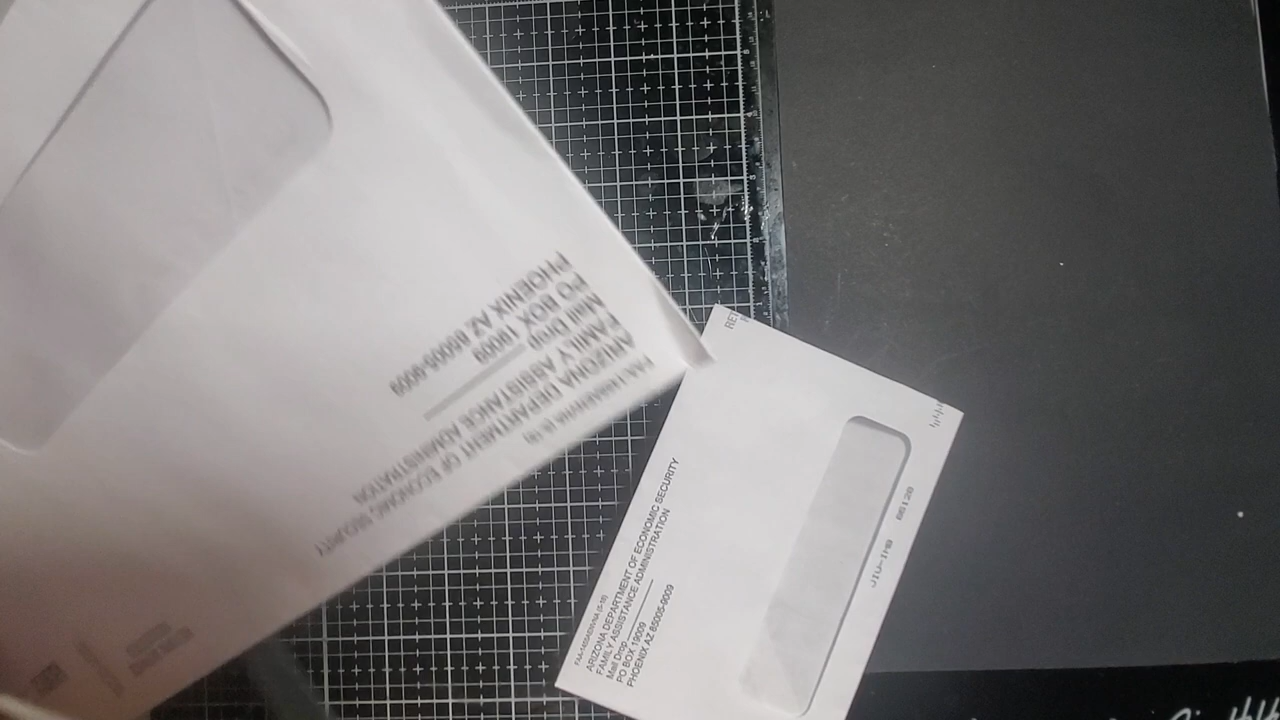 ARIZONA DEPARTMENT OF ECONOMIC SECURITY
FAMILY ASSISTANCE ADMINISTRATION
Mail Drop
PO BOX 19009
PHOENIX AZ 85005-9009
ARIZONA DEPARTMENT OF ECONOMIC SECURITY
FAMILY ASSISTANCE ADMINISTRATION
Mail Drop
PO BOX 19009
PHOENIX AZ 85005-9009
RET